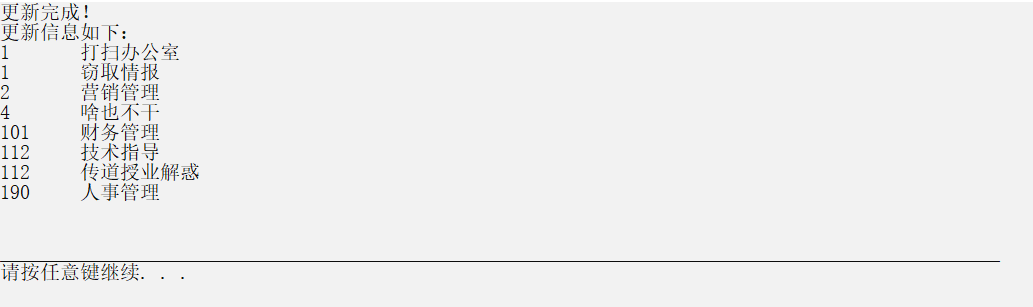 更新完成！
更新信息如下：
1 打扫办公室
1 窃取情报
2 营销管理
4 啥也不干
101 财务管理
112 技术指导
112 传道授业解惑
190 人事管理
请按任意键继续. . .